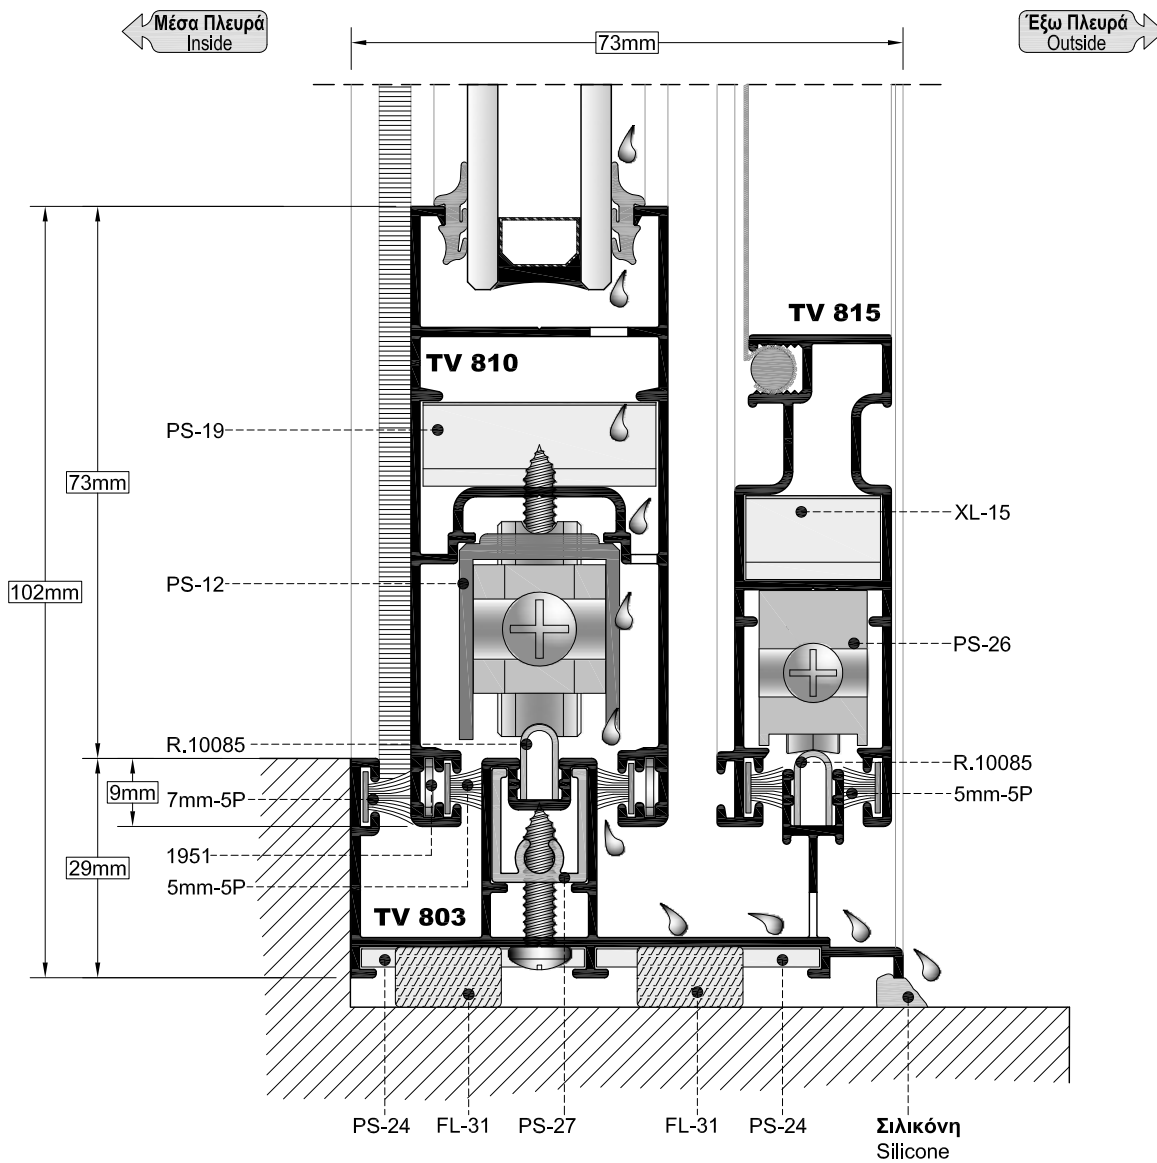 Μέσα Πλευρά
Inside
73mm
Έξω Πλευρά
Outside
TV 815
TV 810
PS-19
73mm
XL-15
102mm
PS-12
PS-26
R.10085
R.10085
9mm
7mm-5P
5mm-5P
1951
29mm
5mm-5P
TV 803
PS-24
FL-31
PS-27
FL-31
PS-24
Σιλικόνη
Silicone